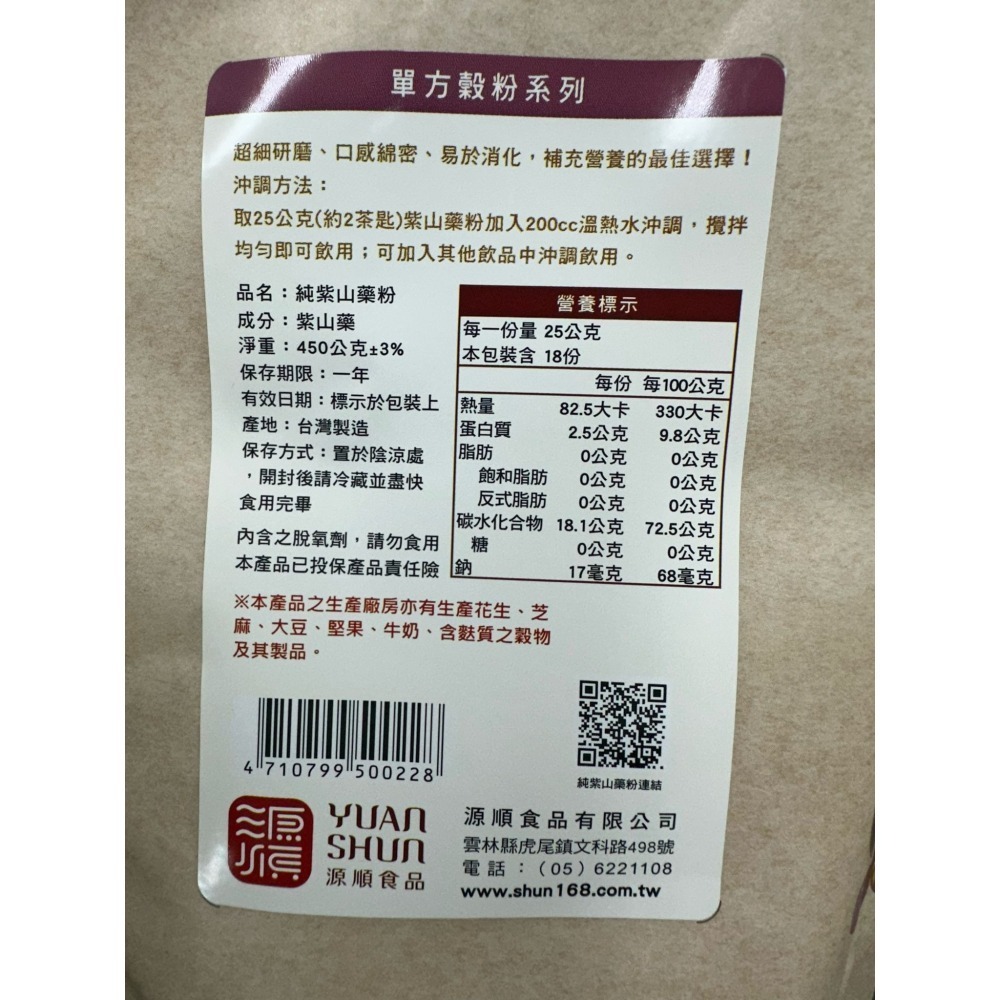 單方穀粉系列
超細研磨、口感綿密、易於消化，補充營養的最佳選擇！
沖調方法：
取25公克(約2茶匙)紫山藥粉加入200cc溫熱水沖調，攪拌
均勻即可飲用；可加入其他飲品中沖調飲用。
品名：純紫山藥粉
成分：紫山藥
淨重：450公克±3%
保存期限：一年
有效日期：標示於包裝上
產地：台灣製造
保存方式：置於陰涼處
，開封後請冷藏並盡快
食用完畢
內含之脫氧劑，請勿食用
本產品已投保產品責任險
營養標示
每一份量 25公克
本包裝含 18份
每份 每100公克
熱量 82.5大卡 330大卡
蛋白質 2.5公克 9.8公克
脂肪 0公克 0公克
飽和脂肪 0公克 0公克
反式脂肪 0公克 0公克
碳水化合物 18.1公克 72.5公克
糖 0公克 0公克
鈉 17毫克 68毫克
※本產品之生產廠房亦有生產花生、芝
麻、大豆、堅果、牛奶、含麩質之穀物
及其製品。
4 710799 500228
純紫山藥粉連結
源順
YUAN
SHUN
源順食品
源順食品有限公司
雲林縣虎尾鎮文科路498號
電話：（05）6221108
www.shun168.com.tw